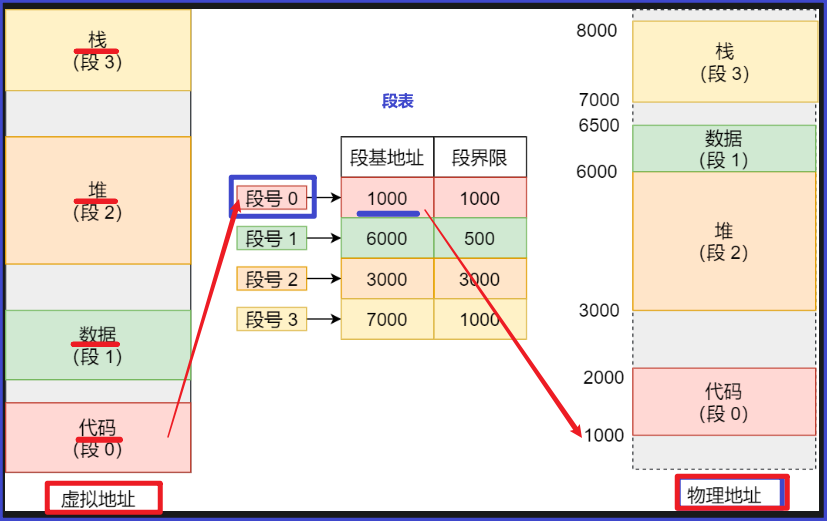 栈
(段 3)
堆
(段 2)
数据
(段 1)
代码
(段 0)
虚拟地址
段表
段基地址 段界限
段号 0 1000 1000
段号 1 6000 500
段号 2 3000 3000
段号 3 7000 1000
8000
栈
(段 3)
7000
6500
数据
(段 1)
6000
堆
(段 2)
3000
2000
代码
(段 0)
1000
物理地址